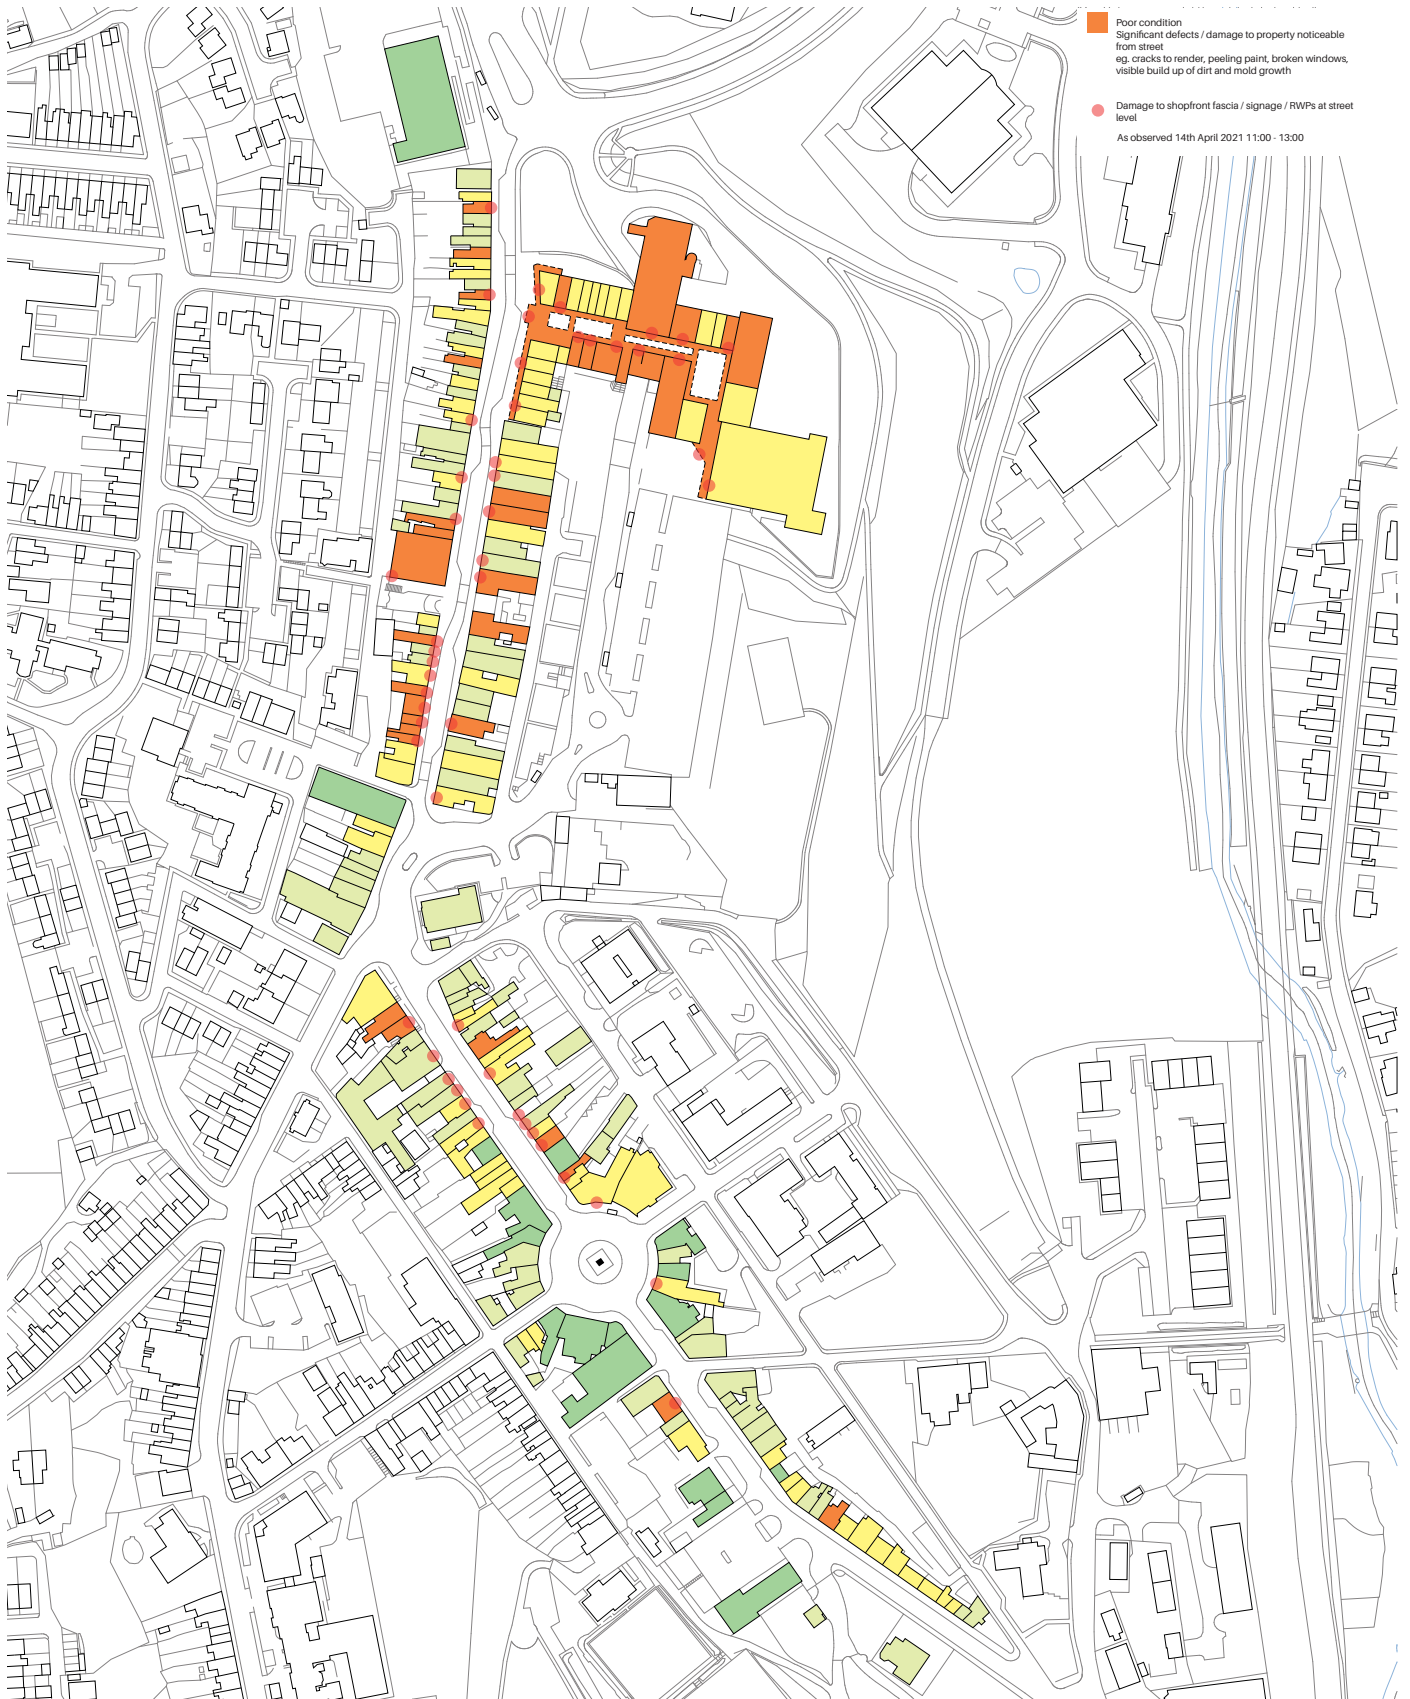 Poor condition
Significant defects / damage to property noticeable
from street
eg. cracks to render, peeling paint, broken windows,
visible build up of dirt and mold growth
Damage to shopfront fascia / signage / RWPs at street
level
As observed 14th April 2021 11:00 - 13:00